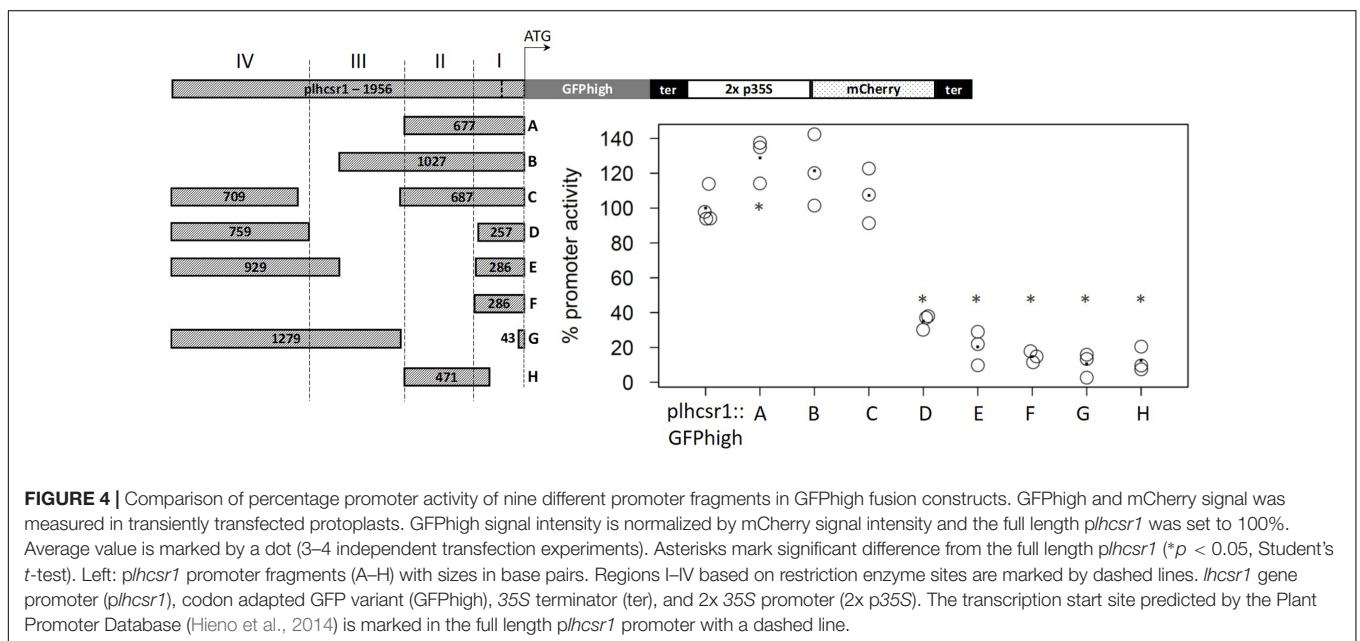 ATG
IV III II I
plhcsr1 – 1956 GFPhigh ter 2x p35S mCherry ter
677 A
1027 B
709 687 C
759 257 D
929 286 E
286 F
1279 43 G
471 H
% promoter activity
140
120
100
80
60
40
20
0
*
* * * * *
plhcsr1:: A B C D E F G H
GFPhigh
FIGURE 4 | Comparison of percentage promoter activity of nine different promoter fragments in GFPhigh fusion constructs. GFPhigh and mCherry signal was
measured in transiently transfected protoplasts. GFPhigh signal intensity is normalized by mCherry signal intensity and the full length plhcsr1 was set to 100%.
Average value is marked by a dot (3–4 independent transfection experiments). Asterisks mark significant difference from the full length plhcsr1 (*p < 0.05, Student's
t-test). Left: plhcsr1 promoter fragments (A–H) with sizes in base pairs. Regions I–IV based on restriction enzyme sites are marked by dashed lines. lhcsr1 gene
promoter (plhcsr1), codon adapted GFP variant (GFPhigh), 35S terminator (ter), and 2x 35S promoter (2x p35S). The transcription start site predicted by the Plant
Promoter Database (Hieno et al., 2014) is marked in the full length plhcsr1 promoter with a dashed line.